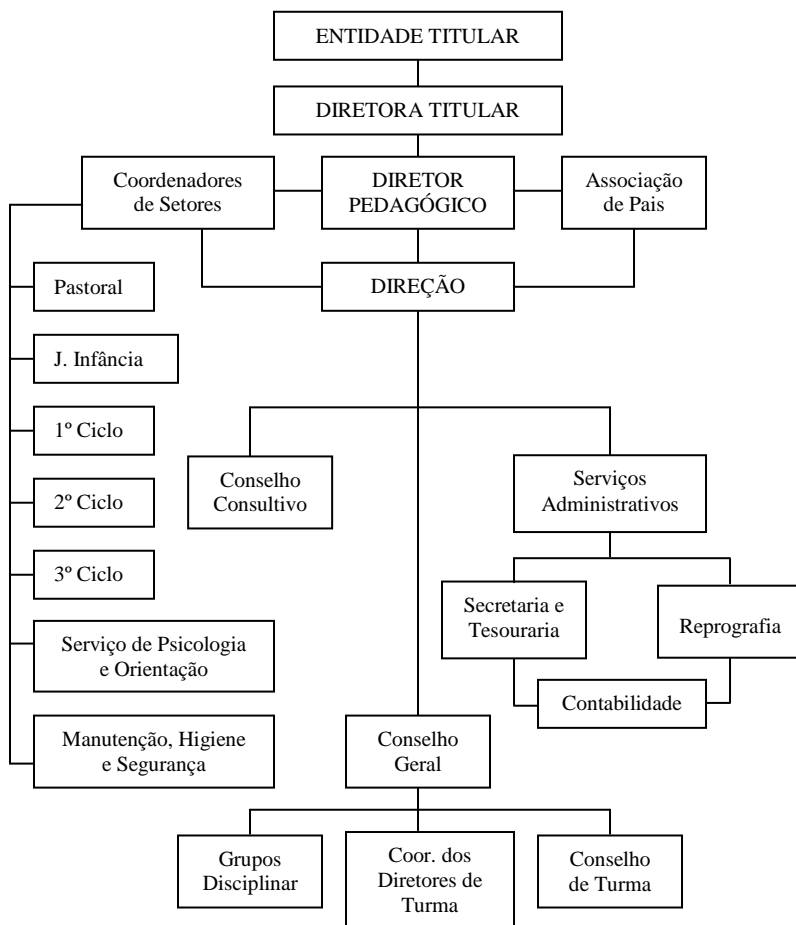 ENTIDADE TITULAR
DIRETORA TITULAR
Coordenadores
de Setores
DIRETOR
PEDAGÓGICO
Associação
de Pais
Pastoral
DIREÇÃO
J. Infância
1º Ciclo
Conselho
Consultivo
Serviços
Administrativos
2º Ciclo
3º Ciclo
Secretaria e
Tesouraria
Reprografia
Serviço de Psicologia
e Orientação
Contabilidade
Manutenção, Higiene
e Segurança
Conselho
Geral
Grupos
Disciplinar
Coor. dos
Diretores de
Turma
Conselho
de Turma